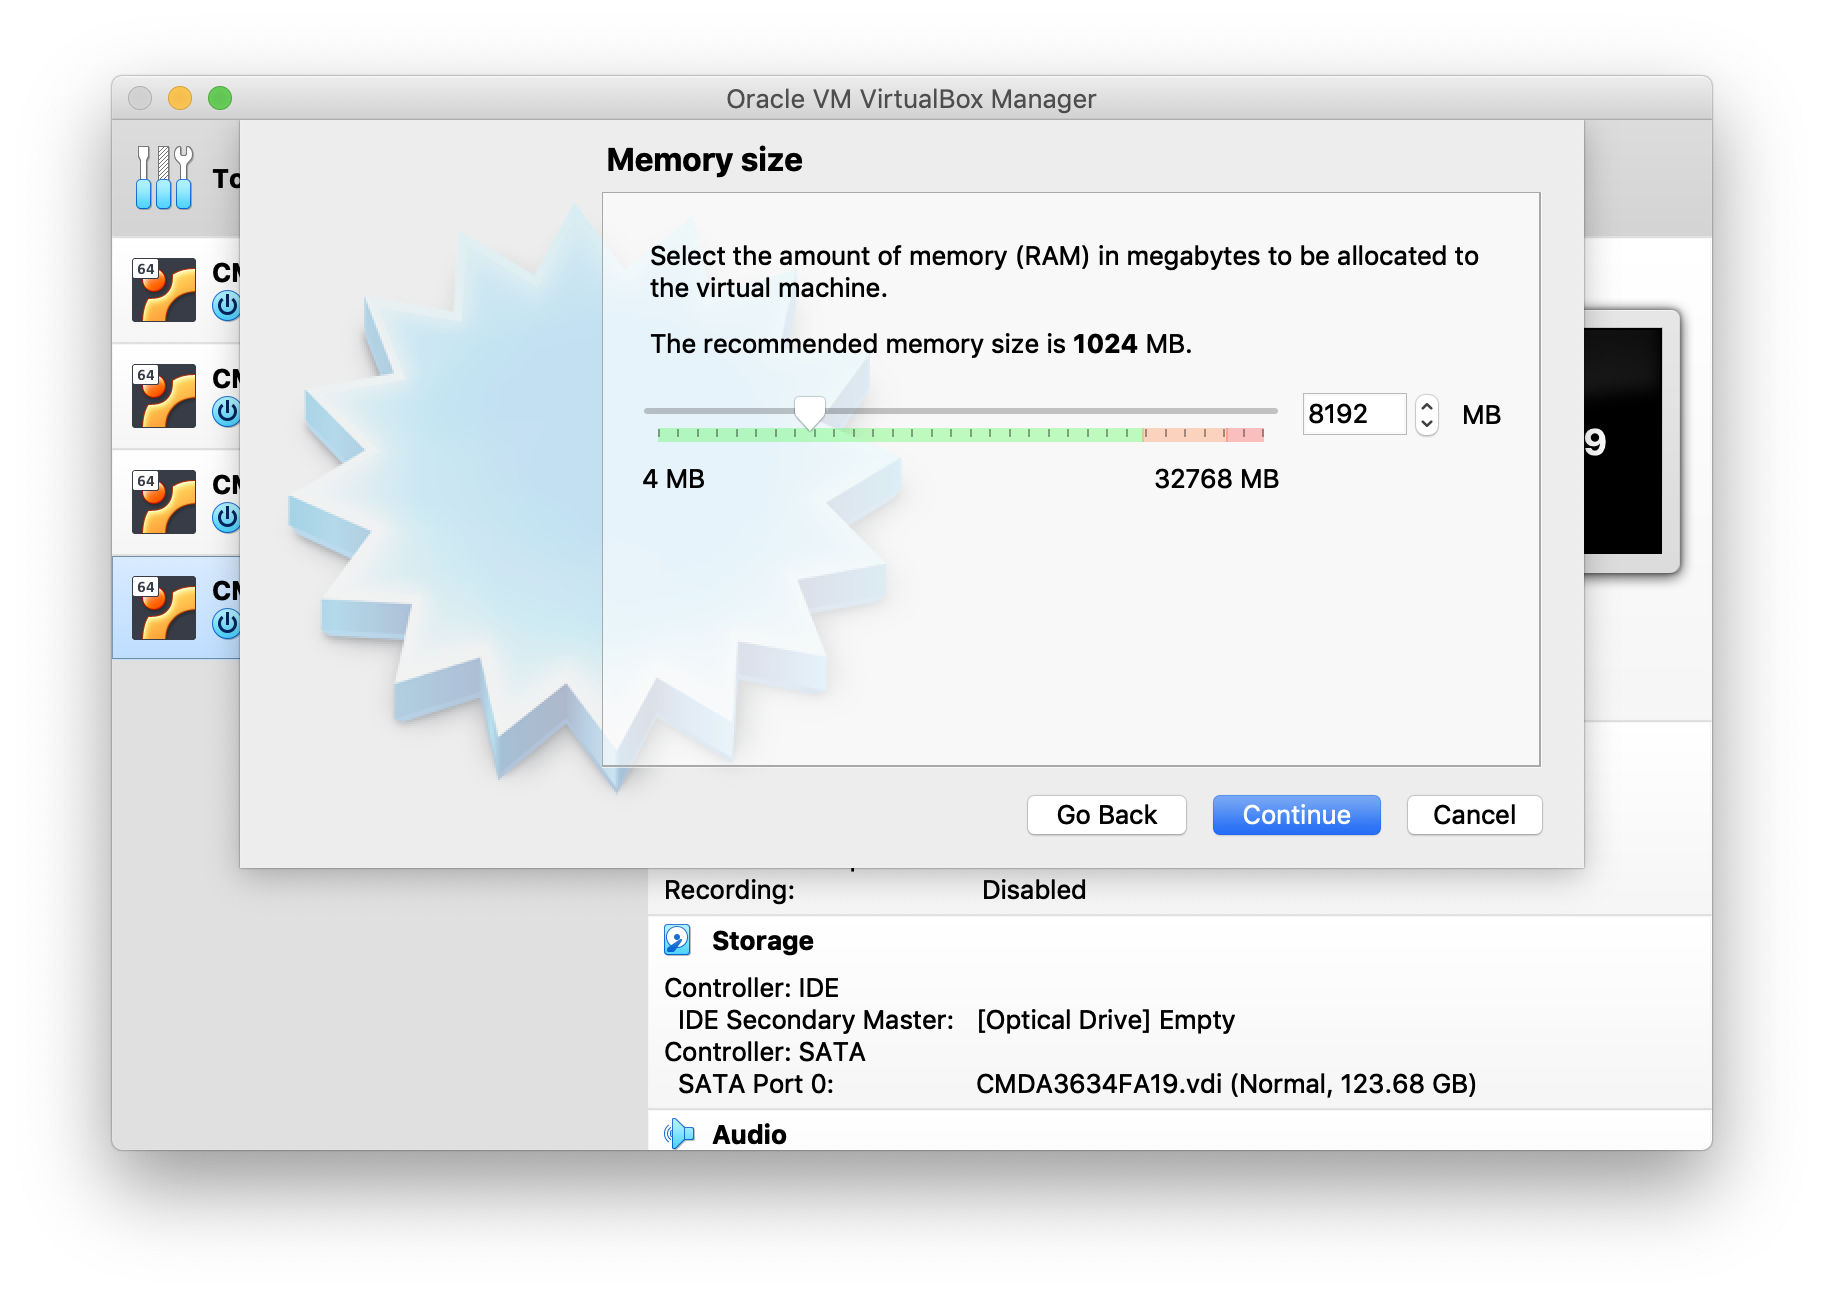 Oracle VM VirtualBox Manager
Memory size
Select the amount of memory (RAM) in megabytes to be allocated to
the virtual machine.
The recommended memory size is 1024 MB.
8192 MB
4 MB 32768 MB
Go Back Continue Cancel
To
64 CM
64 CM
64 CM
64 CM
9
Recording: Disabled
Storage
Controller: IDE
IDE Secondary Master: [Optical Drive] Empty
Controller: SATA
SATA Port 0: CMDA3634FA19.vdi (Normal, 123.68 GB)
Audio